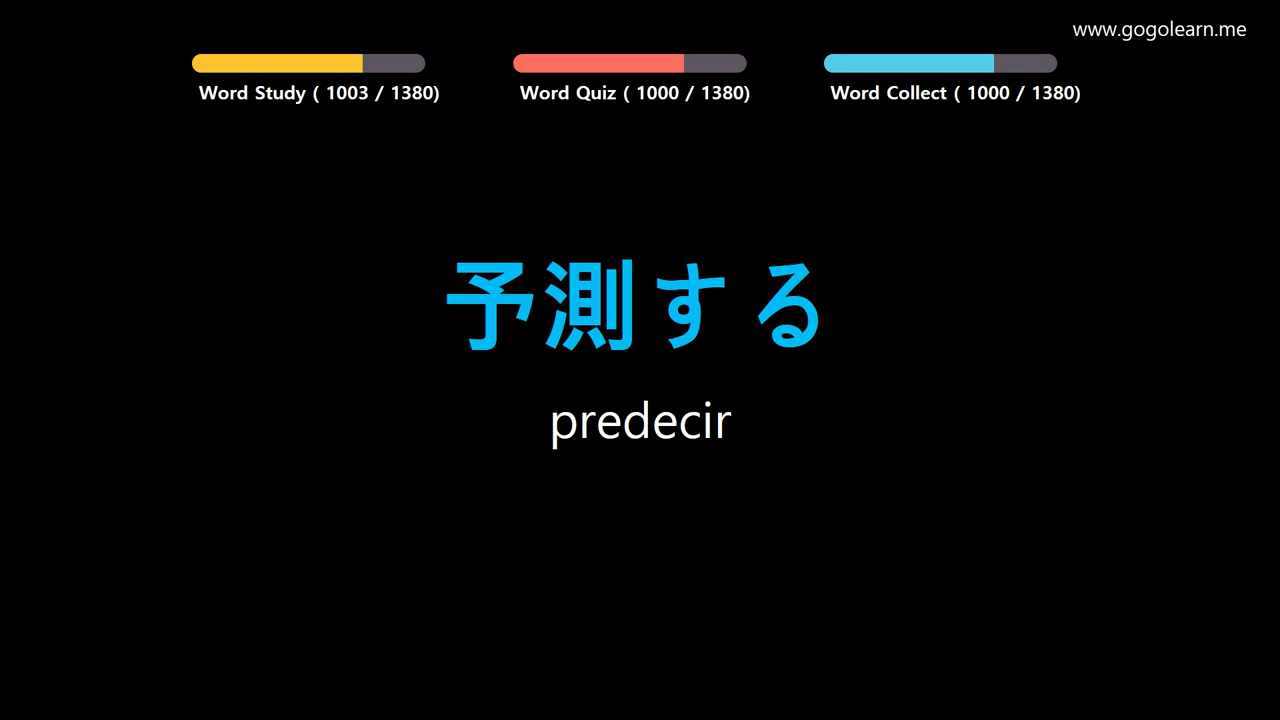 www.gogolearn.me
Word Study ( 1003 / 1380)
Word Quiz ( 1000 / 1380)
Word Collect ( 1000 / 1380)
予測する
predecir